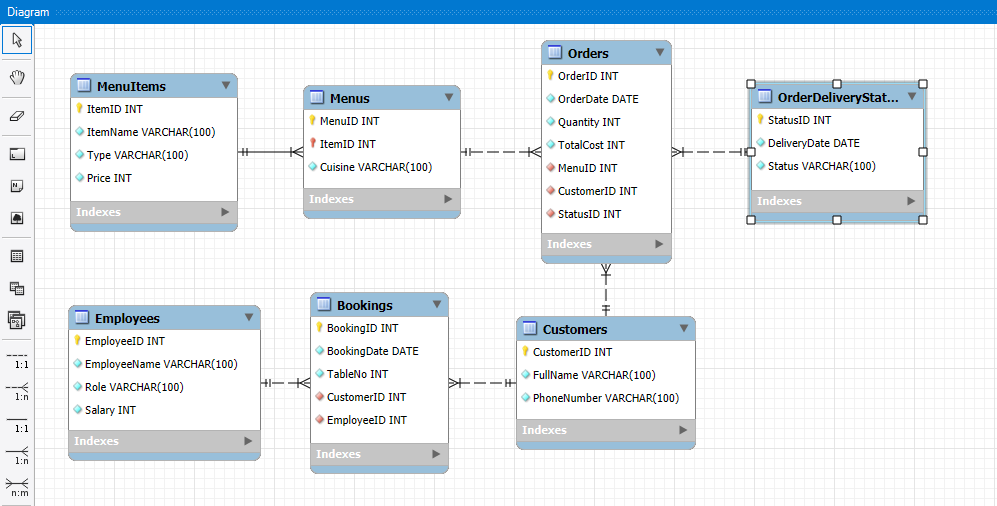 Diagram
MenuItems
ItemID INT
ItemName VARCHAR(100)
Type VARCHAR(100)
Price INT
Indexes
Menus
MenuID INT
ItemID INT
Cuisine VARCHAR(100)
Indexes
Orders
OrderID INT
OrderDate DATE
Quantity INT
TotalCost INT
MenuID INT
CustomerID INT
StatusID INT
Indexes
OrderDeliveryStat...
StatusID INT
DeliveryDate DATE
Status VARCHAR(100)
Indexes
Employees
EmployeeID INT
EmployeeName VARCHAR(100)
Role VARCHAR(100)
Salary INT
Indexes
Bookings
BookingID INT
BookingDate DATE
TableNo INT
CustomerID INT
EmployeeID INT
Indexes
Customers
CustomerID INT
FullName VARCHAR(100)
PhoneNumber VARCHAR(100)
Indexes
1:1
1:n
1:1
1:n
n:m